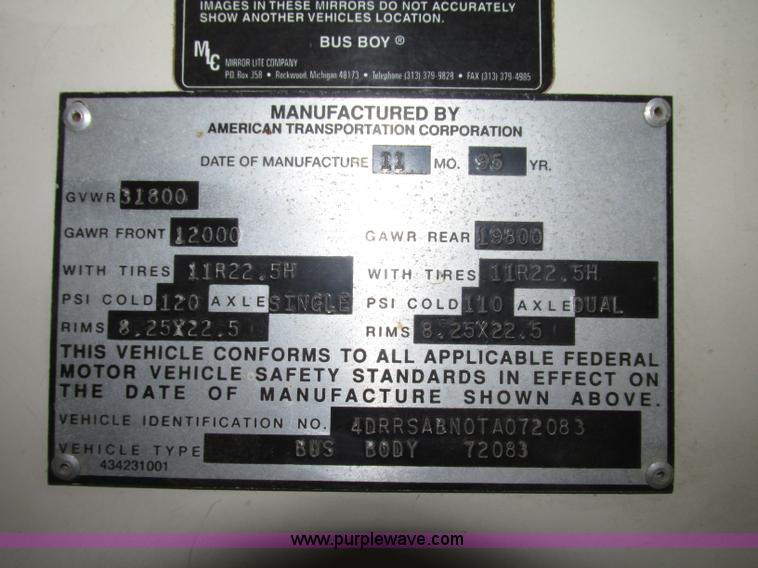 IMAGES IN THESE MIRRORS DO NOT ACCURATELY
SHOW ANOTHER VEHICLES LOCATION.
BUS BOY ®
MLC MIRROR LITE COMPANY
P.O. Box 358 • Rockwood, Michigan 48173 • Telephone (313) 379-9828 • FAX (313) 379-4985
MANUFACTURED BY
AMERICAN TRANSPORTATION CORPORATION
DATE OF MANUFACTURE 11 MO. 95 YR.
GVWR 31800
GAWR FRONT 12000 GAWR REAR 19800
WITH TIRES 11R22.5H WITH TIRES 11R22.5H
PSI COLD 120 AXLE SINGLE PSI COLD 110 AXLE DUAL
RIMS 8.25X22.5 RIMS 8.25X22.5
THIS VEHICLE CONFORMS TO ALL APPLICABLE FEDERAL
MOTOR VEHICLE SAFETY STANDARDS IN EFFECT ON
THE DATE OF MANUFACTURE SHOWN ABOVE.
VEHICLE IDENTIFICATION NO. 4DRRSABN0TA072083
VEHICLE TYPE BUS BODY 72083
434231001
www.purplewave.com